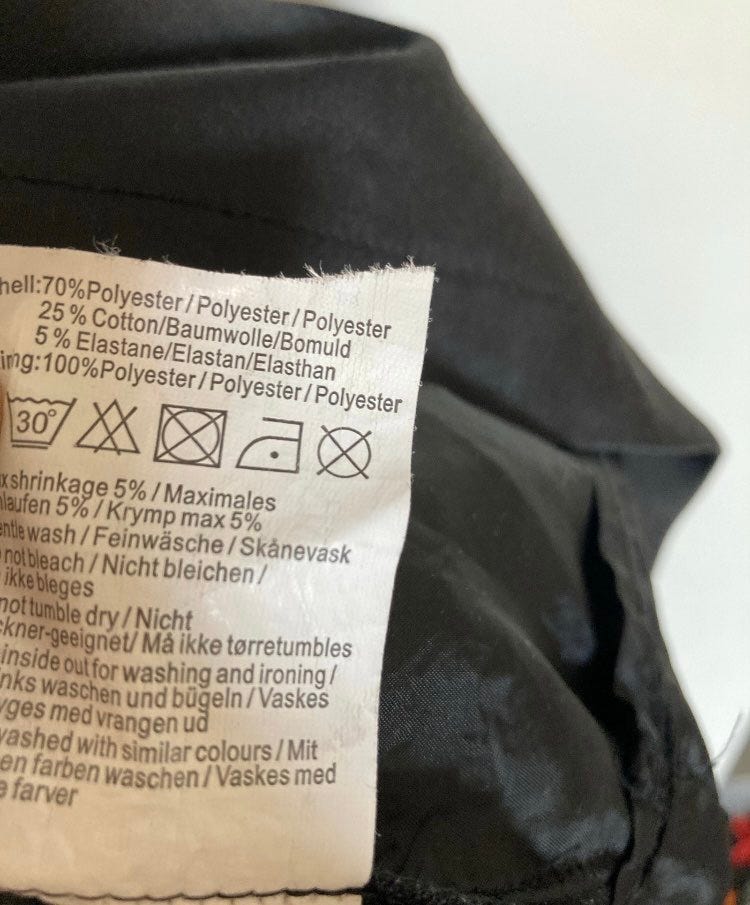 hell:70%Polyester/Polyester/Polyester
25% Cotton/Baumwolle/Bomuld
5% Elastane/Elastan/Elasthan
ing:100%Polyester/Polyester/Polyester
30°
x shrinkage 5% / Maximales
laufen 5% / Krymp max 5%
entle wash / Feinwäsche / Skånevask
not bleach / Nicht bleichen /
ikke bleges
not tumble dry / Nicht
ckner-geeignet/ Må ikke tørretumbles
inside out for washing and ironing /
nks waschen und bügeln / Vaskes
yges med vrangen ud
washed with similar colours / Mit
en farben waschen / Vaskes med
e farver